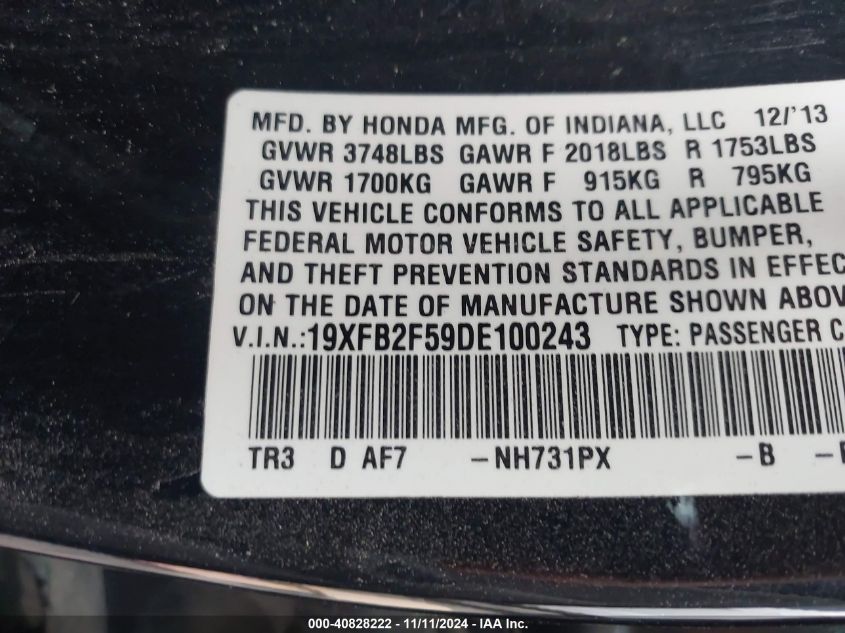 MFD. BY HONDA MFG. OF INDIANA, LLC 12/'13
GVWR 3748LBS GAWR F 2018LBS R 1753LBS
GVWR 1700KG GAWR F 915KG R 795KG
THIS VEHICLE CONFORMS TO ALL APPLICABLE
FEDERAL MOTOR VEHICLE SAFETY, BUMPER,
AND THEFT PREVENTION STANDARDS IN EFFEC
ON THE DATE OF MANUFACTURE SHOWN ABOV
V.I.N.:19XFB2F59DE100243 TYPE: PASSENGER C
TR3 D AF7 -NH731PX -B -
000-40828222 - 11/11/2024 - IAA Inc.